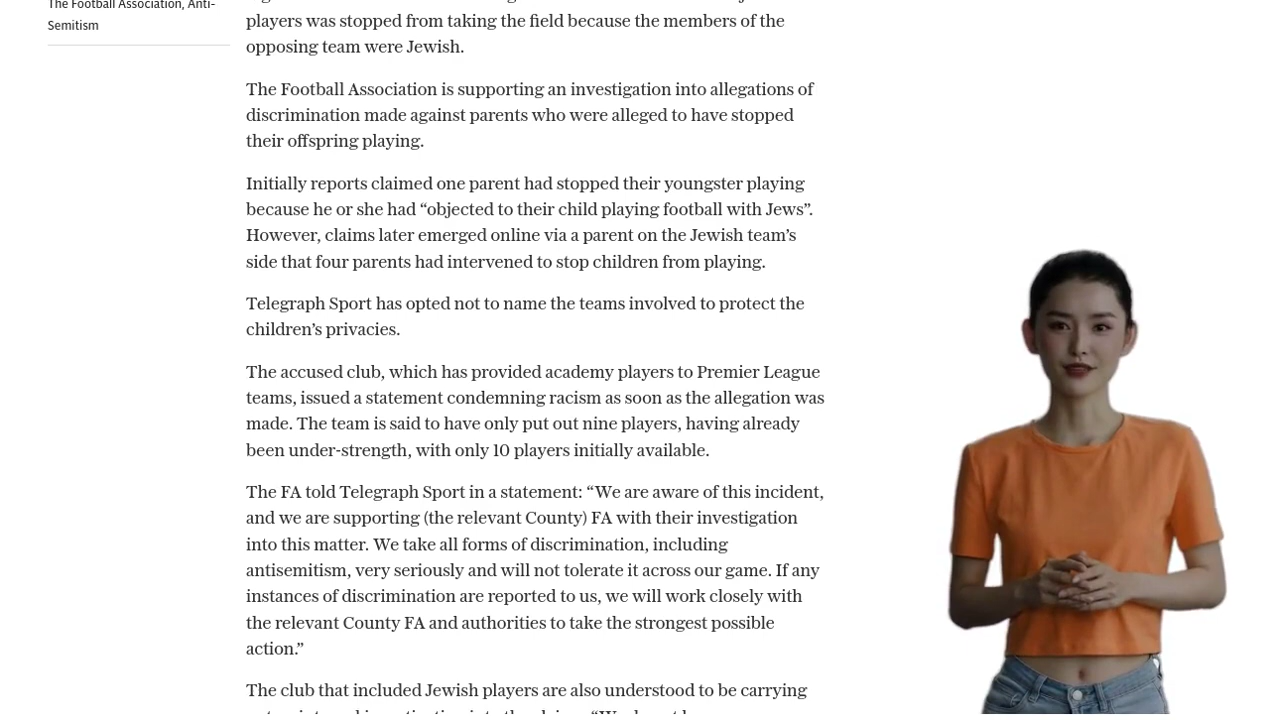 The Football Association, Anti-
Semitism
players was stopped from taking the field because the members of the
opposing team were Jewish.
The Football Association is supporting an investigation into allegations of
discrimination made against parents who were alleged to have stopped
their offspring playing.
Initially reports claimed one parent had stopped their youngster playing
because he or she had “objected to their child playing football with Jews”.
However, claims later emerged online via a parent on the Jewish team’s
side that four parents had intervened to stop children from playing.
Telegraph Sport has opted not to name the teams involved to protect the
children’s privacies.
The accused club, which has provided academy players to Premier League
teams, issued a statement condemning racism as soon as the allegation was
made. The team is said to have only put out nine players, having already
been under-strength, with only 10 players initially available.
The FA told Telegraph Sport in a statement: “We are aware of this incident,
and we are supporting (the relevant County) FA with their investigation
into this matter. We take all forms of discrimination, including
antisemitism, very seriously and will not tolerate it across our game. If any
instances of discrimination are reported to us, we will work closely with
the relevant County FA and authorities to take the strongest possible
action.”
The club that included Jewish players are also understood to be carrying